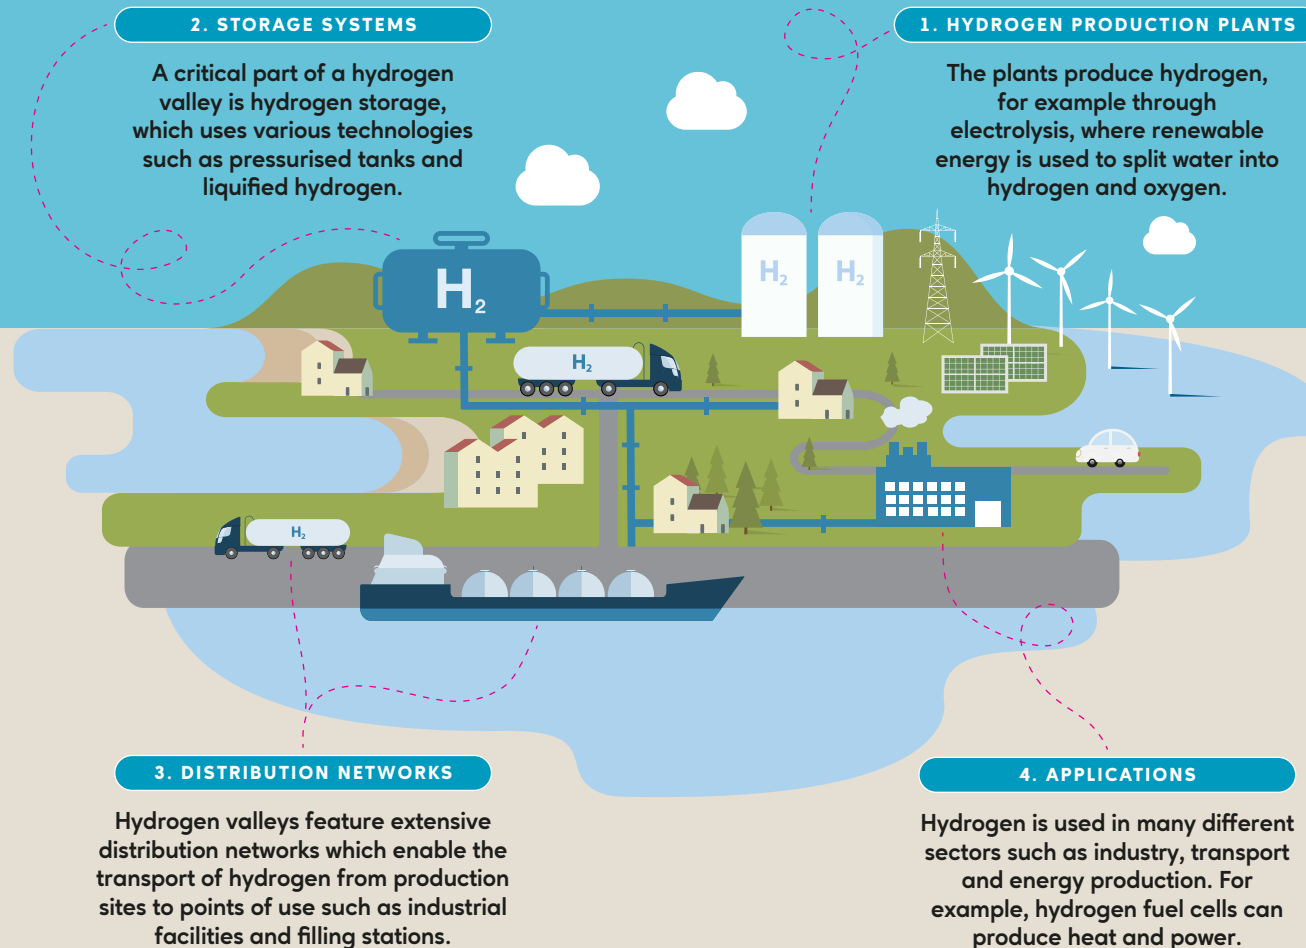 2. STORAGE SYSTEMS
A critical part of a hydrogen
valley is hydrogen storage,
which uses various technologies
such as pressurised tanks and
liquified hydrogen.
1. HYDROGEN PRODUCTION PLANTS
The plants produce hydrogen,
for example through
electrolysis, where renewable
energy is used to split water into
hydrogen and oxygen.
H₂
H₂
H₂
H₂
H₂
3. DISTRIBUTION NETWORKS
Hydrogen valleys feature extensive
distribution networks which enable the
transport of hydrogen from production
sites to points of use such as industrial
facilities and filling stations.
4. APPLICATIONS
Hydrogen is used in many different
sectors such as industry, transport
and energy production. For
example, hydrogen fuel cells can
produce heat and power.